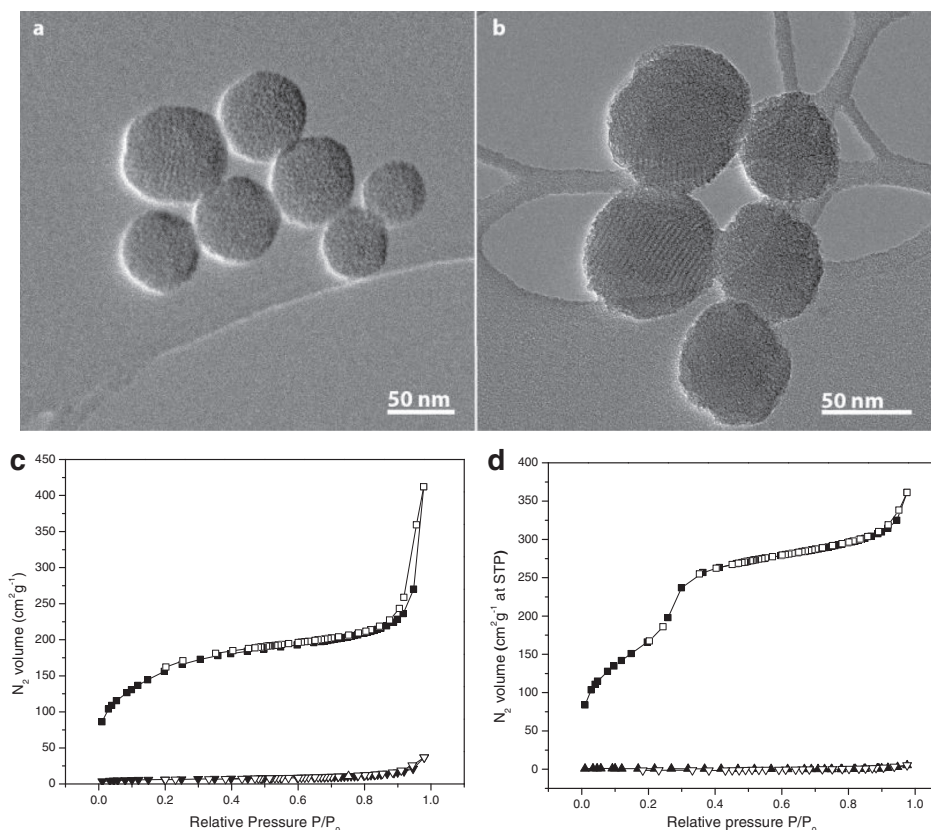 a
b
50 nm
50 nm
c
d
450
400
350
300
250
200
150
100
50
0
N₂ volume (cm²g⁻¹)
0.0 0.2 0.4 0.6 0.8 1.0
Relative Pressure P/P₀
400
350
300
250
200
150
100
50
0
N₂ volume (cm²g⁻¹ at STP)
0.0 0.2 0.4 0.6 0.8 1.0
Relative Pressure P/P₀